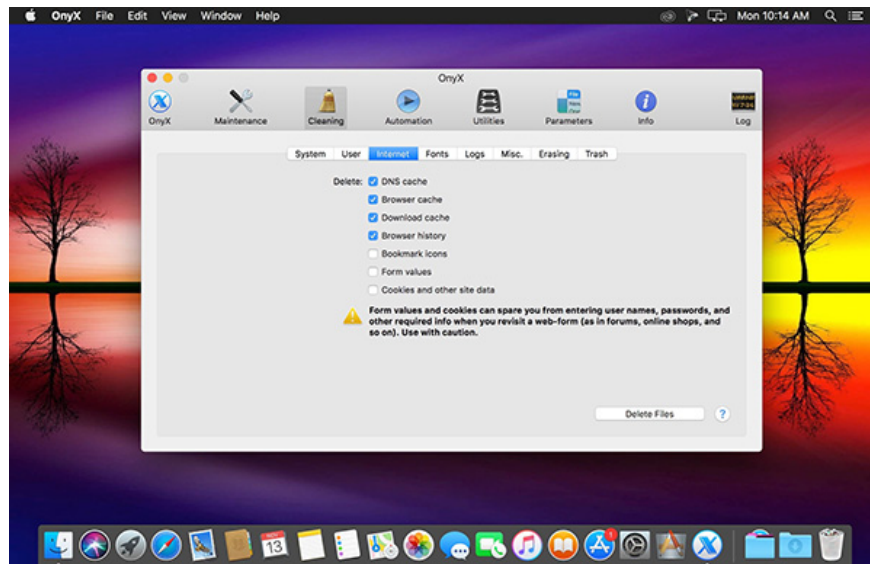 OnyX File Edit View Window Help Mon 10:14 AM
OnyX
OnyX Maintenance Cleaning Automation Utilities Parameters Info Log
System User Internet Fonts Logs Misc. Erasing Trash
Delete: DNS cache
Browser cache
Download cache
Browser history
Bookmark icons
Form values
Cookies and other site data
Form values and cookies can spare you from entering user names, passwords, and
other required info when you revisit a web-form (as in forums, online shops, and
so on). Use with caution.
Delete Files ?
NOV
13